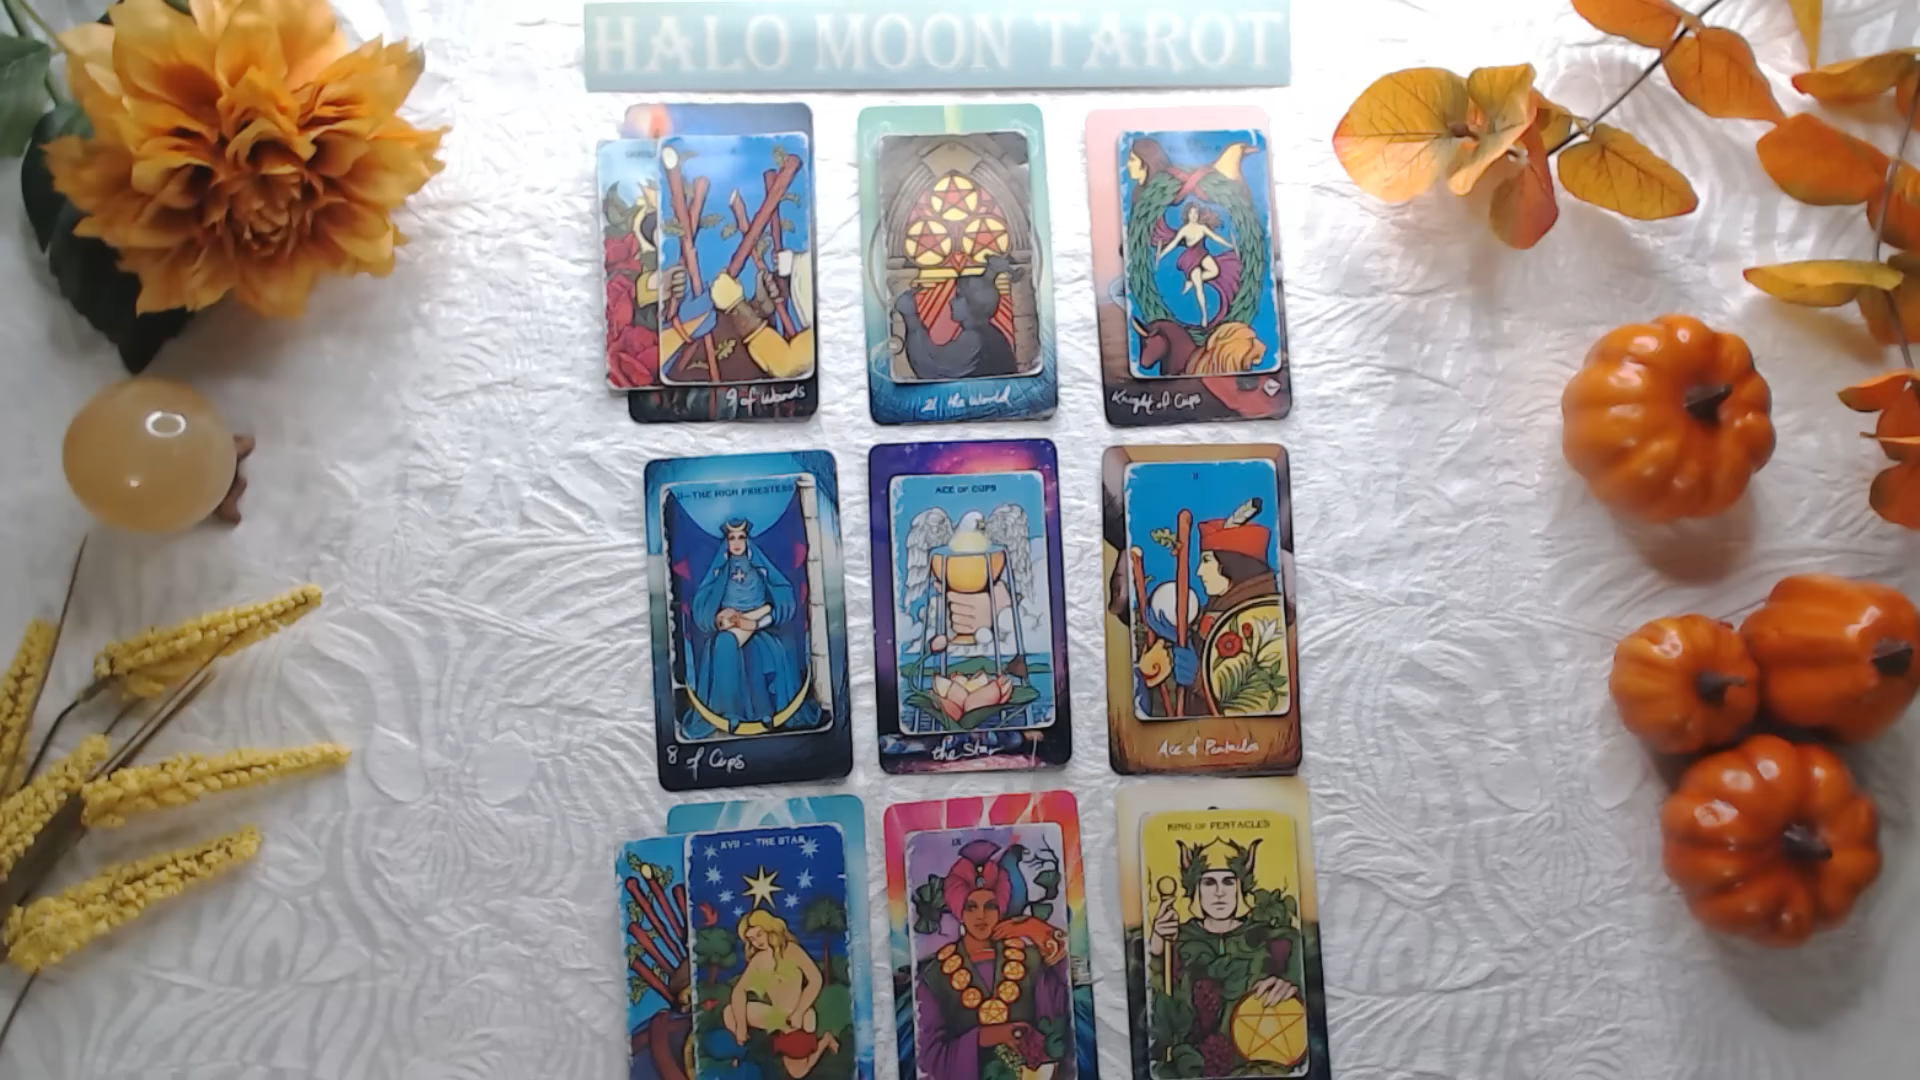 HALO MOON TAROT
9 of Wands
21 the World
Knight of Cups
II–THE HIGH PRIESTESS
ACE OF CUPS
II
8 of Cups
the Star
Ace of Pentacles
XVII – THE STAR
IX
KING OF PENTACLES